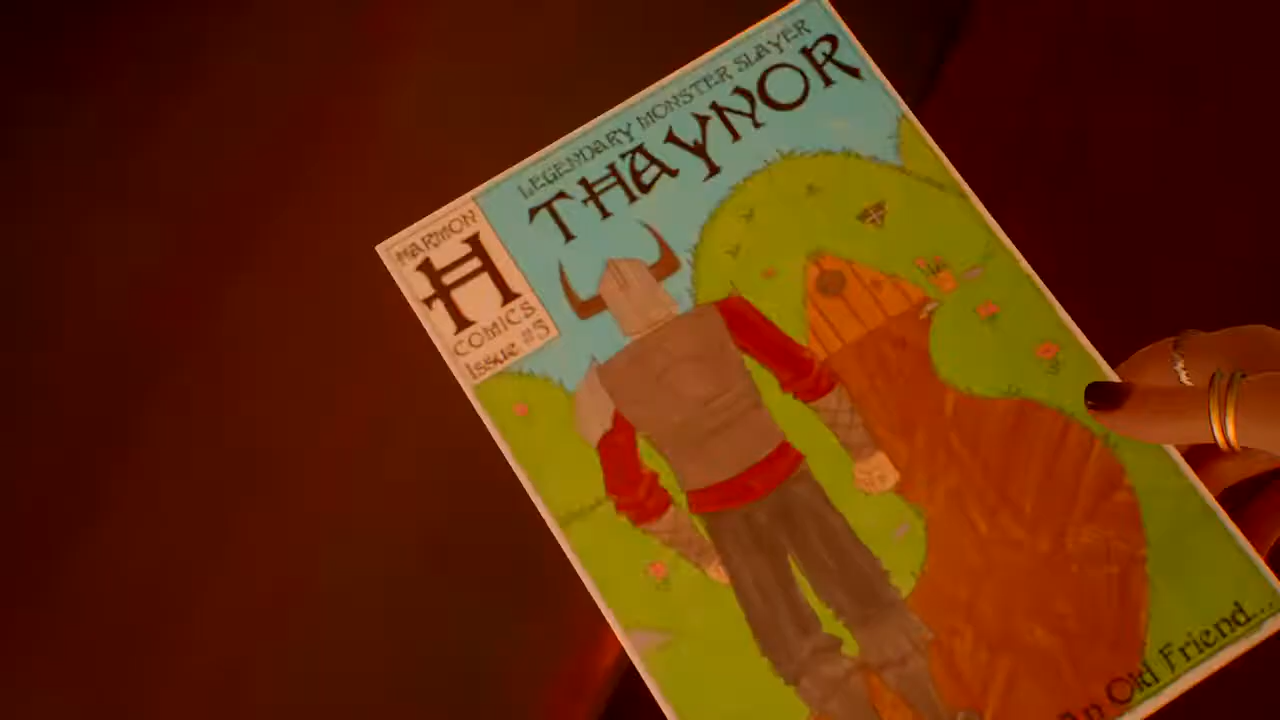 LEGENDARY MONSTER SLAYER
THAYNOR
HARMON
H
COMICS
Issue #5
An Old Friend...